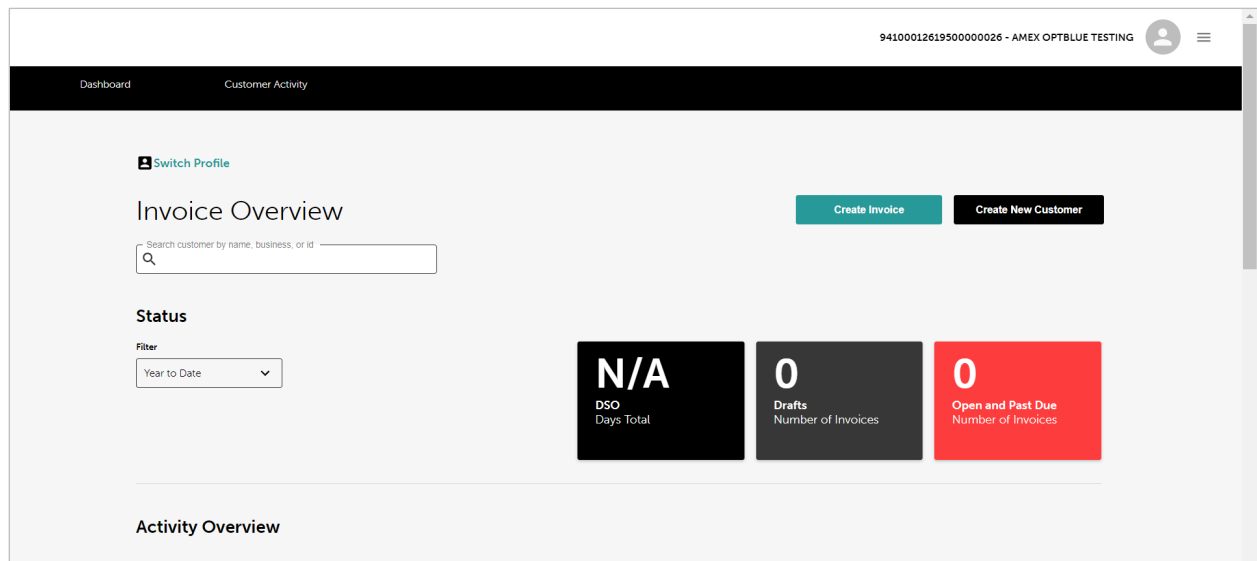 94100012619500000026 - AMEX OPTBLUE TESTING
Dashboard
Customer Activity
Switch Profile
Invoice Overview
Create Invoice
Create New Customer
Search customer by name, business, or id
Status
Filter
Year to Date
N/A
DSO
Days Total
0
Drafts
Number of Invoices
0
Open and Past Due
Number of Invoices
Activity Overview